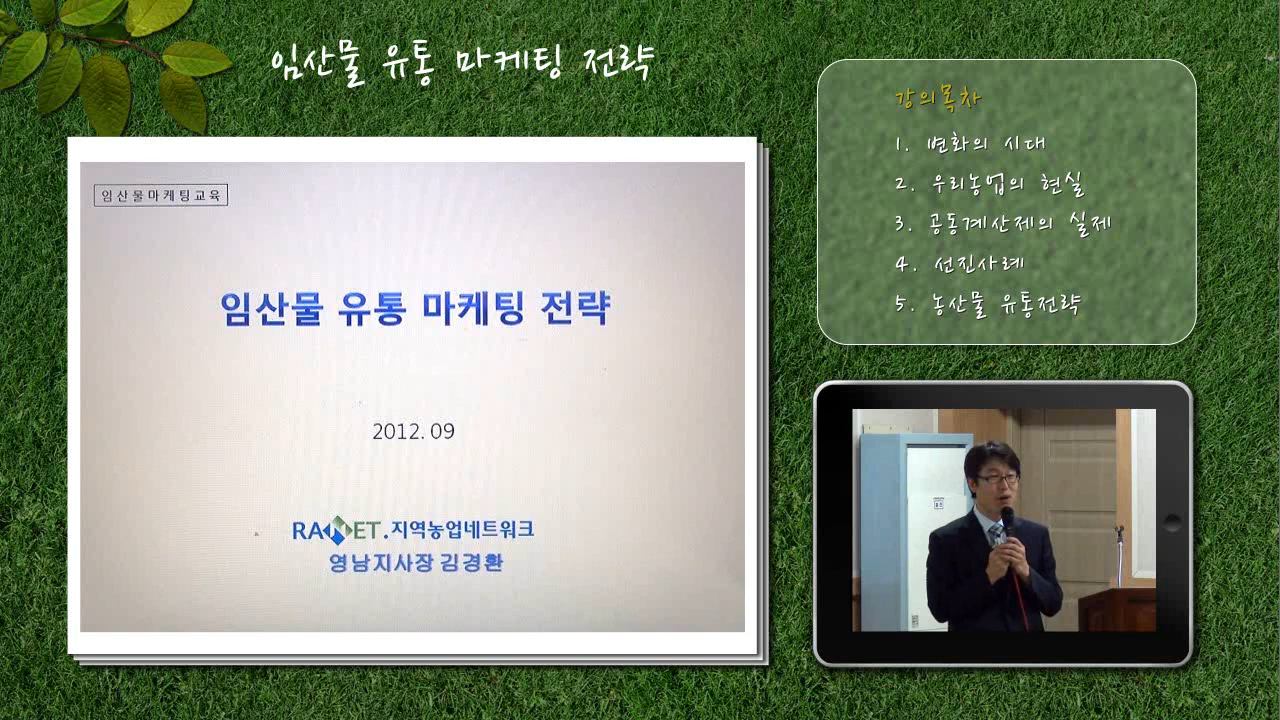 임산물 유통 마케팅 전략
임산물마케팅교육
임산물 유통 마케팅 전략
2012. 09
RANET.지역농업네트워크
영남지사장 김경환
강의목차
1. 변화의 시대
2. 우리농업의 현실
3. 공동계산제의 실제
4. 선진사례
5. 농산물 유통전략